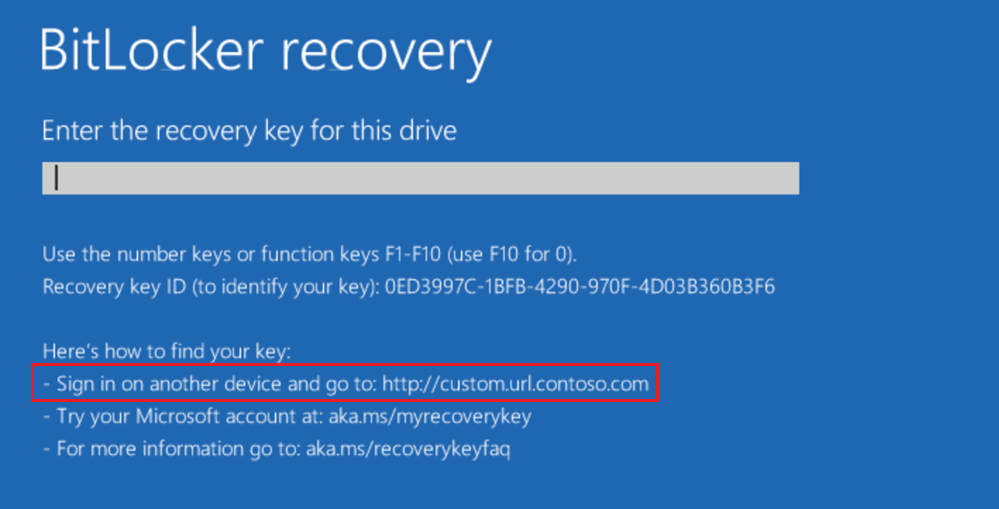 BitLocker recovery
Enter the recovery key for this drive
Use the number keys or function keys F1-F10 (use F10 for 0).
Recovery key ID (to identify your key): 0ED3997C-1BFB-4290-970F-4D03B360B3F6
Here's how to find your key:
- Sign in on another device and go to: http://custom.url.contoso.com
- Try your Microsoft account at: aka.ms/myrecoverykey
- For more information go to: aka.ms/recoverykeyfaq